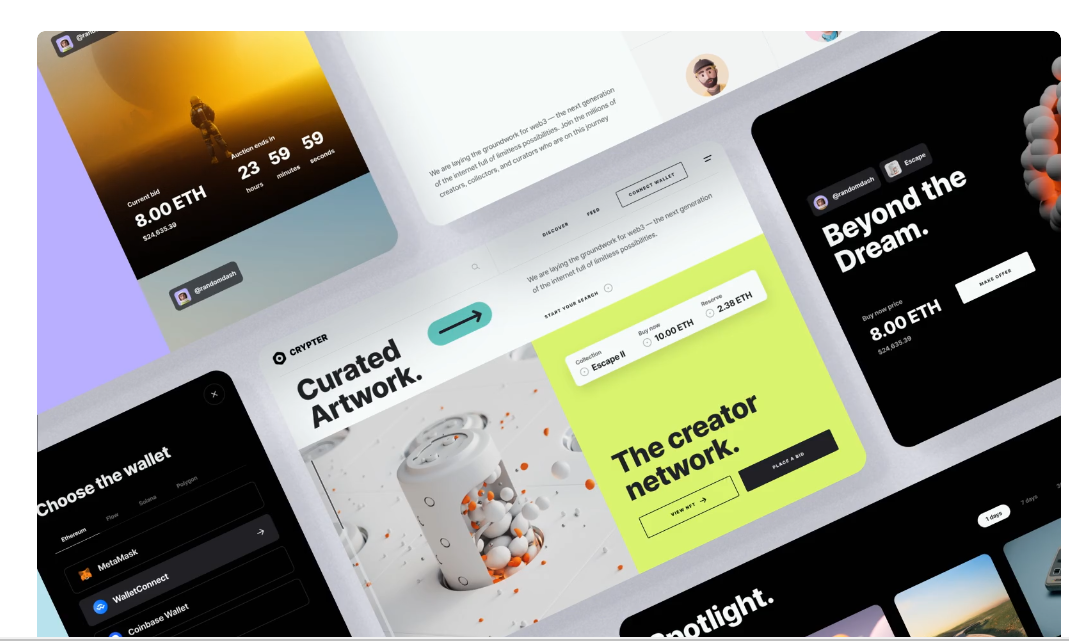 @randomdash
Current bid
8.00 ETH
$24,635.39
Auction ends in
23 59 59
hours minutes seconds
@randomdash
We are laying the groundwork for web3 — the next generation
of the internet full of limitless possibilities. Join the millions of
creators, collectors, and curators who are on this journey
CRYPTER
DISCOVER
FEED
CONNECT WALLET
Curated
Artwork.
We are laying the groundwork for web3 — the next generation
of the internet full of limitless possibilities.
START YOUR SEARCH
Collection
Escape II
Buy now
10.00 ETH
Reserve
2.38 ETH
The creator
network.
VIEW NFT
PLACE A BID
@randomdash
Escape
Beyond the
Dream.
Buy now price
8.00 ETH
$24,635.39
MAKE OFFER
Choose the wallet
Ethereum Flow Solana Polygon
MetaMask
WalletConnect
Coinbase Wallet
Spotlight.
1 days
7 days